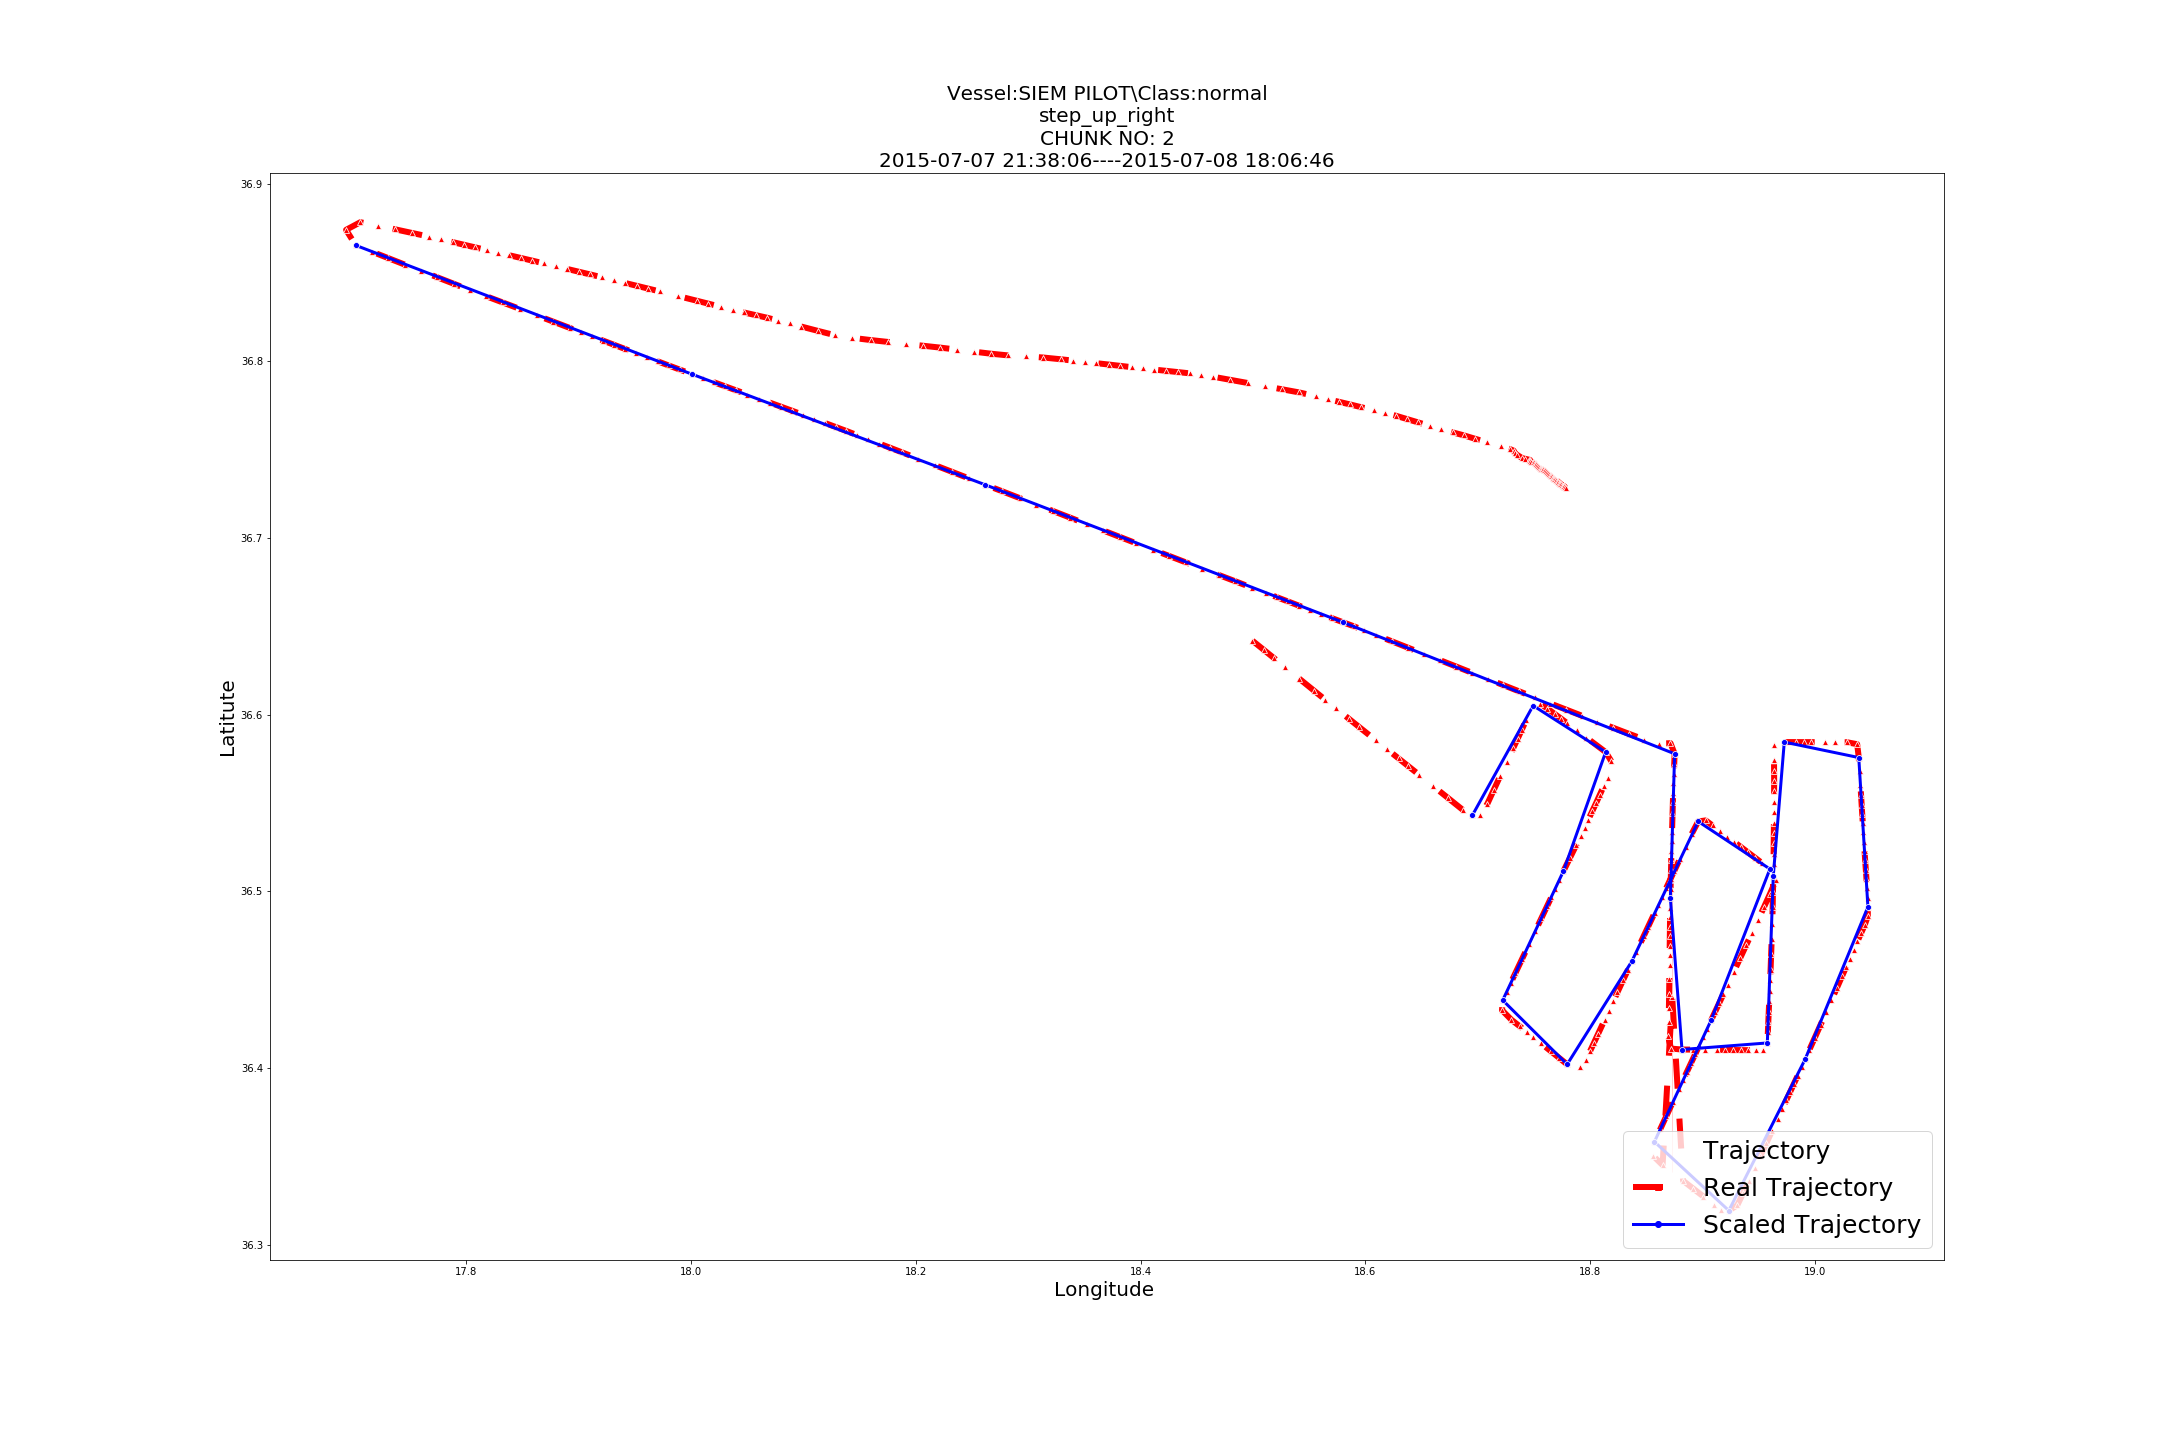 Vessel:SIEM PILOT\Class:normal
step_up_right
CHUNK NO: 2
2015-07-07 21:38:06----2015-07-08 18:06:46
36.9
36.8
36.7
36.6
36.5
36.4
36.3
Latitute
17.8
18.0
18.2
18.4
18.6
18.8
19.0
Longitude
Trajectory
Real Trajectory
Scaled Trajectory